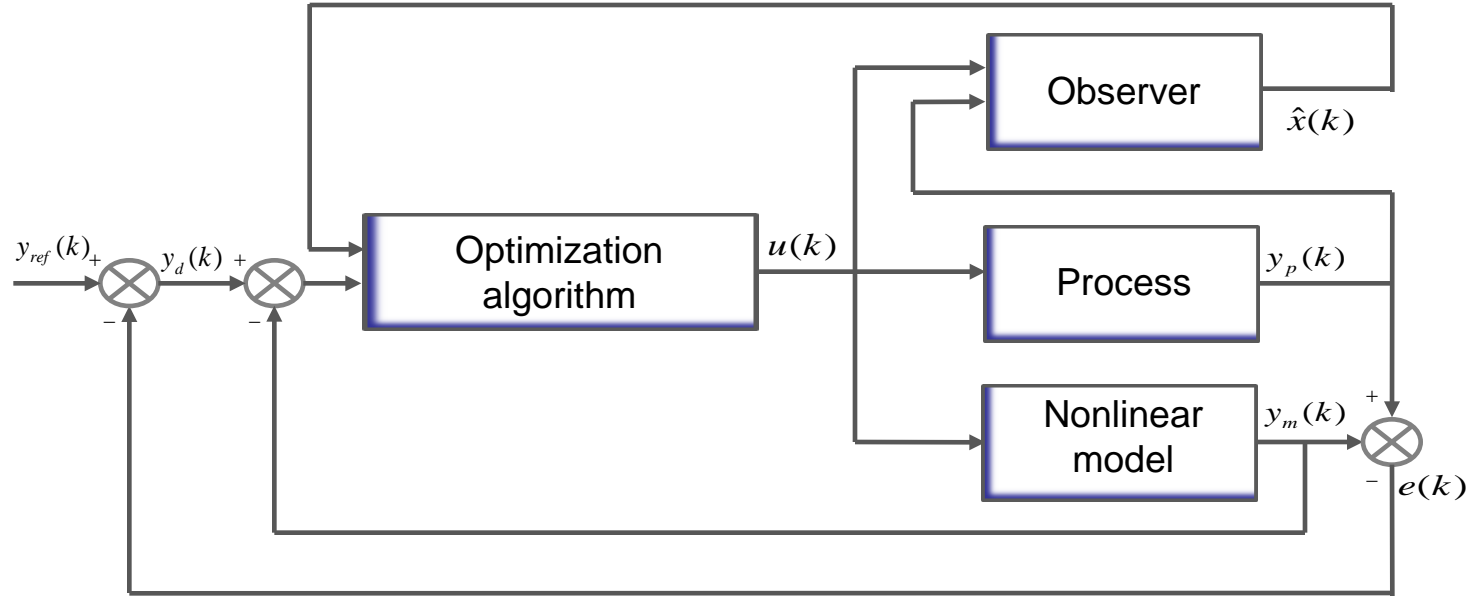 Observer
x̂(k)
y_ref(k)
+
y_d(k)
+
Optimization
algorithm
u(k)
Process
y_p(k)
−
−
Nonlinear
model
y_m(k)
+
−
e(k)